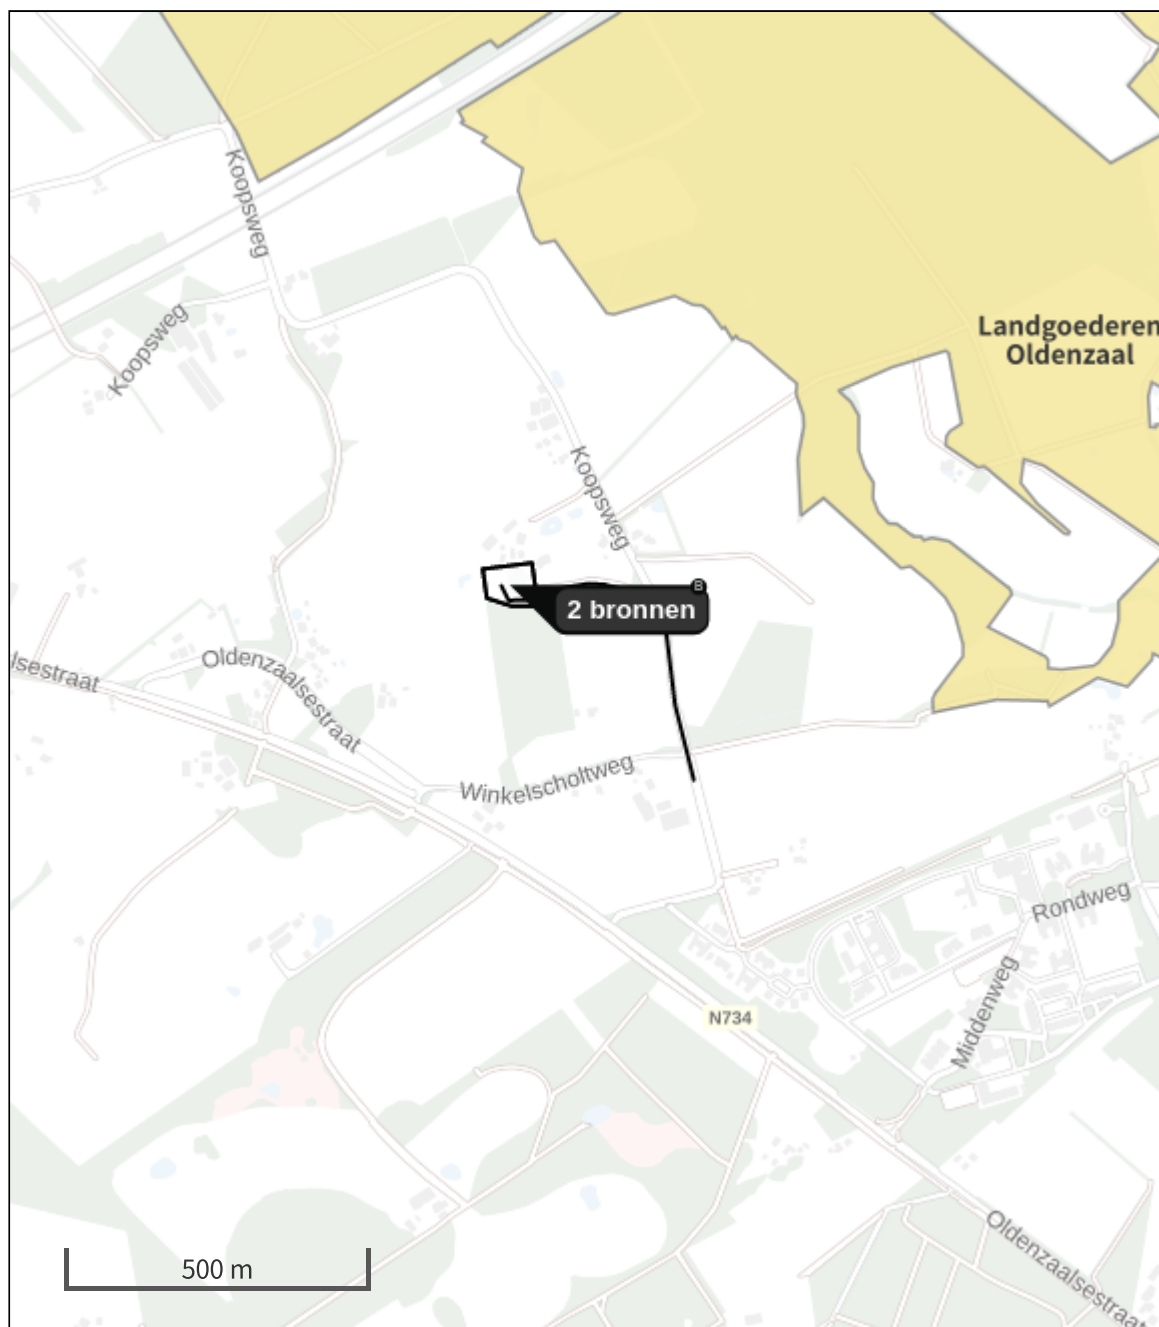 Koopsweg
Koopsweg
Landgoederen
Oldenzaal
Koopsweg
B
2 bronnen
lsestraat
Oldenzaalsestraat
Winkelscholtweg
Rondweg
Middenweg
N734
Oldenzaalsestraat
500 m